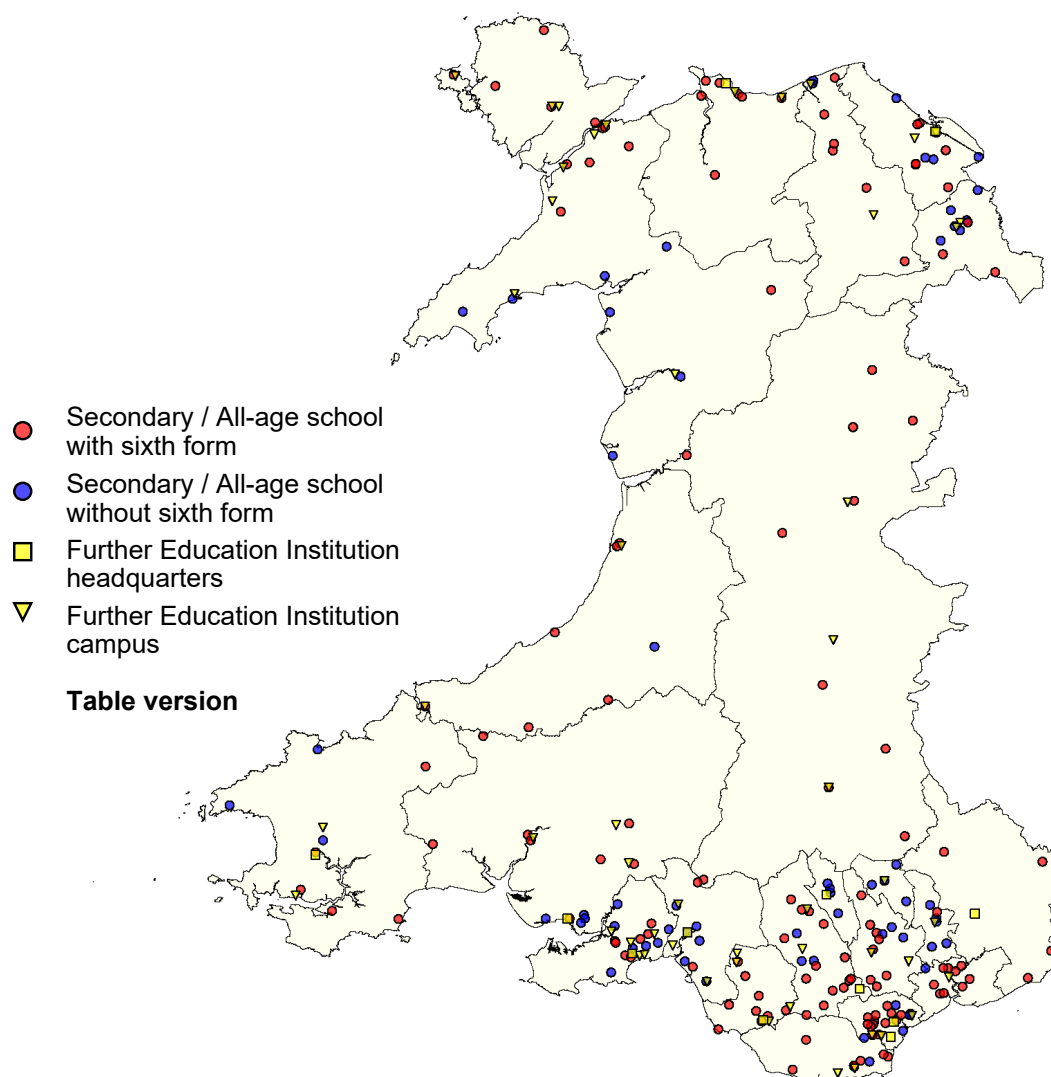 Secondary / All-age school
with sixth form
Secondary / All-age school
without sixth form
Further Education Institution
headquarters
Further Education Institution
campus
Table version